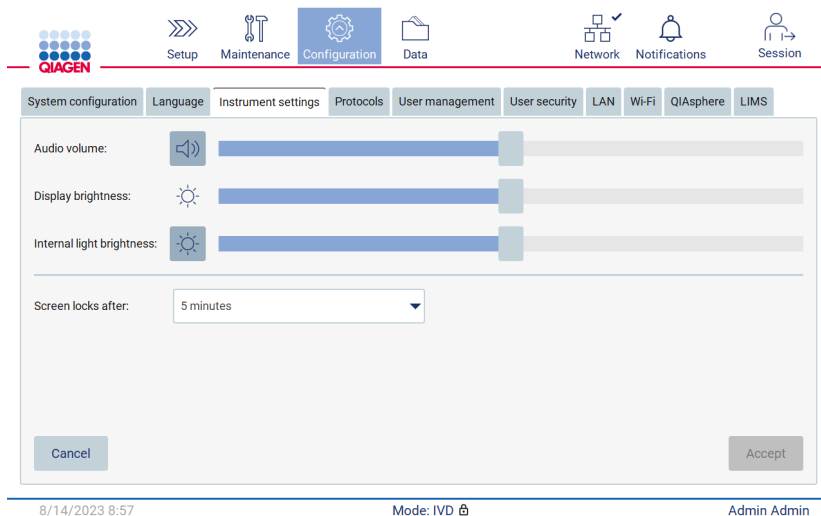 QIAGEN
Setup Maintenance Configuration Data Network Notifications Session
System configuration Language Instrument settings Protocols User management User security LAN Wi-Fi QIAsphere LIMS
Audio volume:
Display brightness:
Internal light brightness:
Screen locks after: 5 minutes
Cancel Accept
8/14/2023 8:57 Mode: IVD Admin Admin